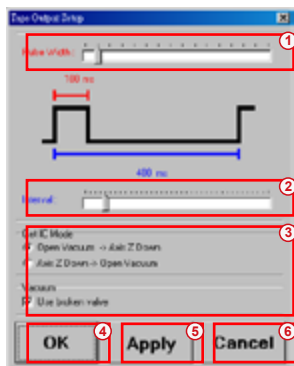 Tape Output Setup
①
Pulse Width:
100 ms
400 ms
②
Interval:
③
Get IC Mode
Open Vacuum -> Axis Z Down
Axis Z Down -> Open Vacuum
Vacuum
Use broken valve
④ ⑤ ⑥
OK Apply Cancel